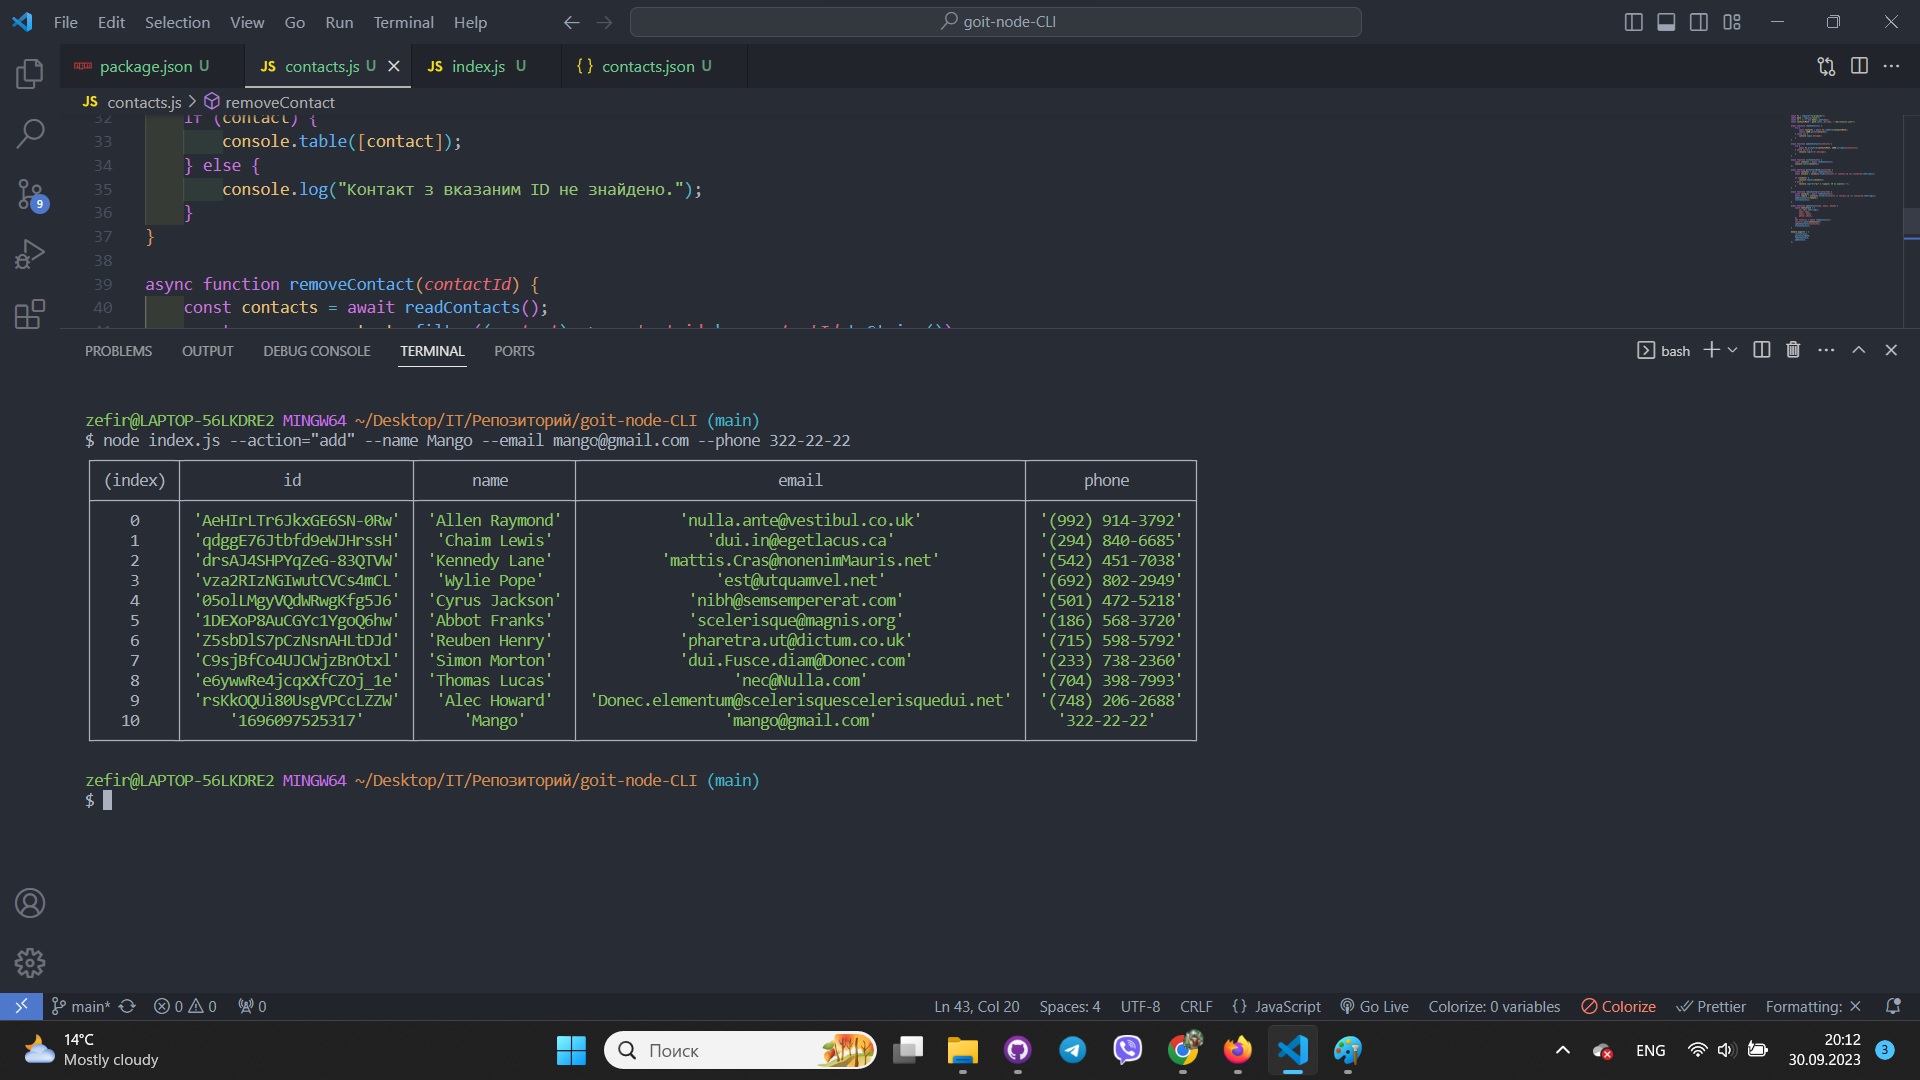 File Edit Selection View Go Run Terminal Help
goit-node-CLI
package.json U
JS contacts.js U
JS index.js U
{} contacts.json U
JS contacts.js > removeContact
32 if (contact) {
33 console.table([contact]);
34 } else {
35 console.log("Контакт з вказаним ID не знайдено.");
36 }
37 }
38
39 async function removeContact(contactId) {
40 const contacts = await readContacts();
PROBLEMS OUTPUT DEBUG CONSOLE TERMINAL PORTS
bash
zefir@LAPTOP-56LKDRE2 MINGW64 ~/Desktop/IT/Репозиторий/goit-node-CLI (main)
$ node index.js --action="add" --name Mango --email mango@gmail.com --phone 322-22-22
(index) id name email phone
0 'AeHIrLTr6JkxGE6SN-0Rw' 'Allen Raymond' 'nulla.ante@vestibul.co.uk' '(992) 914-3792'
1 'qdggE76Jtbfd9eWJHrssH' 'Chaim Lewis' 'dui.in@egetlacus.ca' '(294) 840-6685'
2 'drsAJ4SHPYqZeG-83QTVW' 'Kennedy Lane' 'mattis.Cras@nonenimMauris.net' '(542) 451-7038'
3 'vza2RIzNGIwutCVCs4mCL' 'Wylie Pope' 'est@utquamvel.net' '(692) 802-2949'
4 '05olLMgyVQdWRwgKfg5J6' 'Cyrus Jackson' 'nibh@semsempererat.com' '(501) 472-5218'
5 '1DEXoP8AuCGYc1YgoQ6hw' 'Abbot Franks' 'scelerisque@magnis.org' '(186) 568-3720'
6 'Z5sbDlS7pCzNsnAHLtDJd' 'Reuben Henry' 'pharetra.ut@dictum.co.uk' '(715) 598-5792'
7 'C9sjBfCo4UJCWjzBnOtxl' 'Simon Morton' 'dui.Fusce.diam@Donec.com' '(233) 738-2360'
8 'e6ywwRe4jcqxXfCZOj_1e' 'Thomas Lucas' 'nec@Nulla.com' '(704) 398-7993'
9 'rsKkOQUi80UsgVPCcLZZW' 'Alec Howard' 'Donec.elementum@scelerisquescelerisquedui.net' '(748) 206-2688'
10 '1696097525317' 'Mango' 'mango@gmail.com' '322-22-22'
zefir@LAPTOP-56LKDRE2 MINGW64 ~/Desktop/IT/Репозиторий/goit-node-CLI (main)
$
9
main* 0 0 0 Ln 43, Col 20 Spaces: 4 UTF-8 CRLF {} JavaScript Go Live Colorize: 0 variables Colorize Prettier Formatting: ×
14°C
Mostly cloudy
Поиск
ENG
20:12
30.09.2023
3